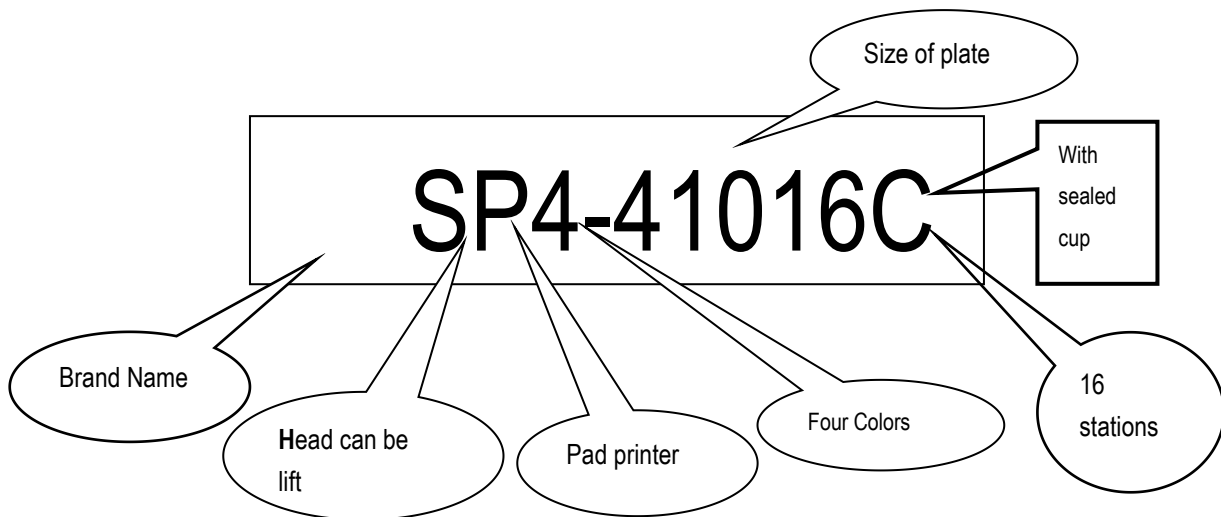 Size of plate
With
sealed
cup
SP4-41016C
Brand Name
Head can be
lift
Pad printer
Four Colors
16
stations